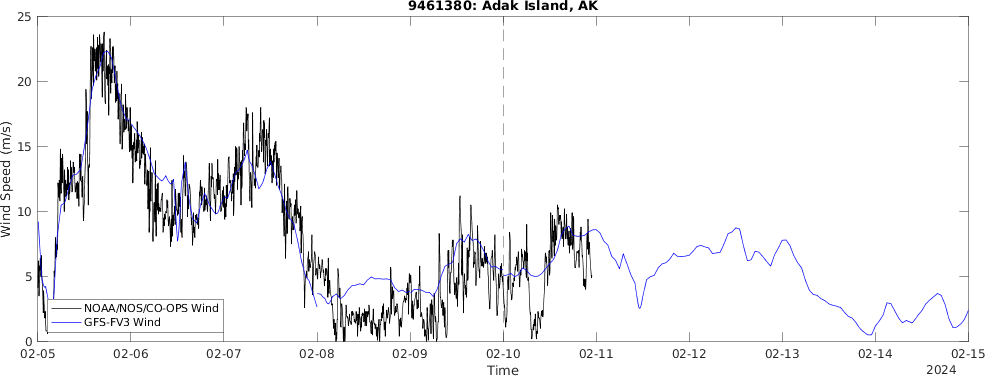 9461380: Adak Island, AK
25
20
15
10
5
0
Wind Speed (m/s)
NOAA/NOS/CO-OPS Wind
GFS-FV3 Wind
02-05 02-06 02-07 02-08 02-09 02-10 02-11 02-12 02-13 02-14 02-15
Time
2024